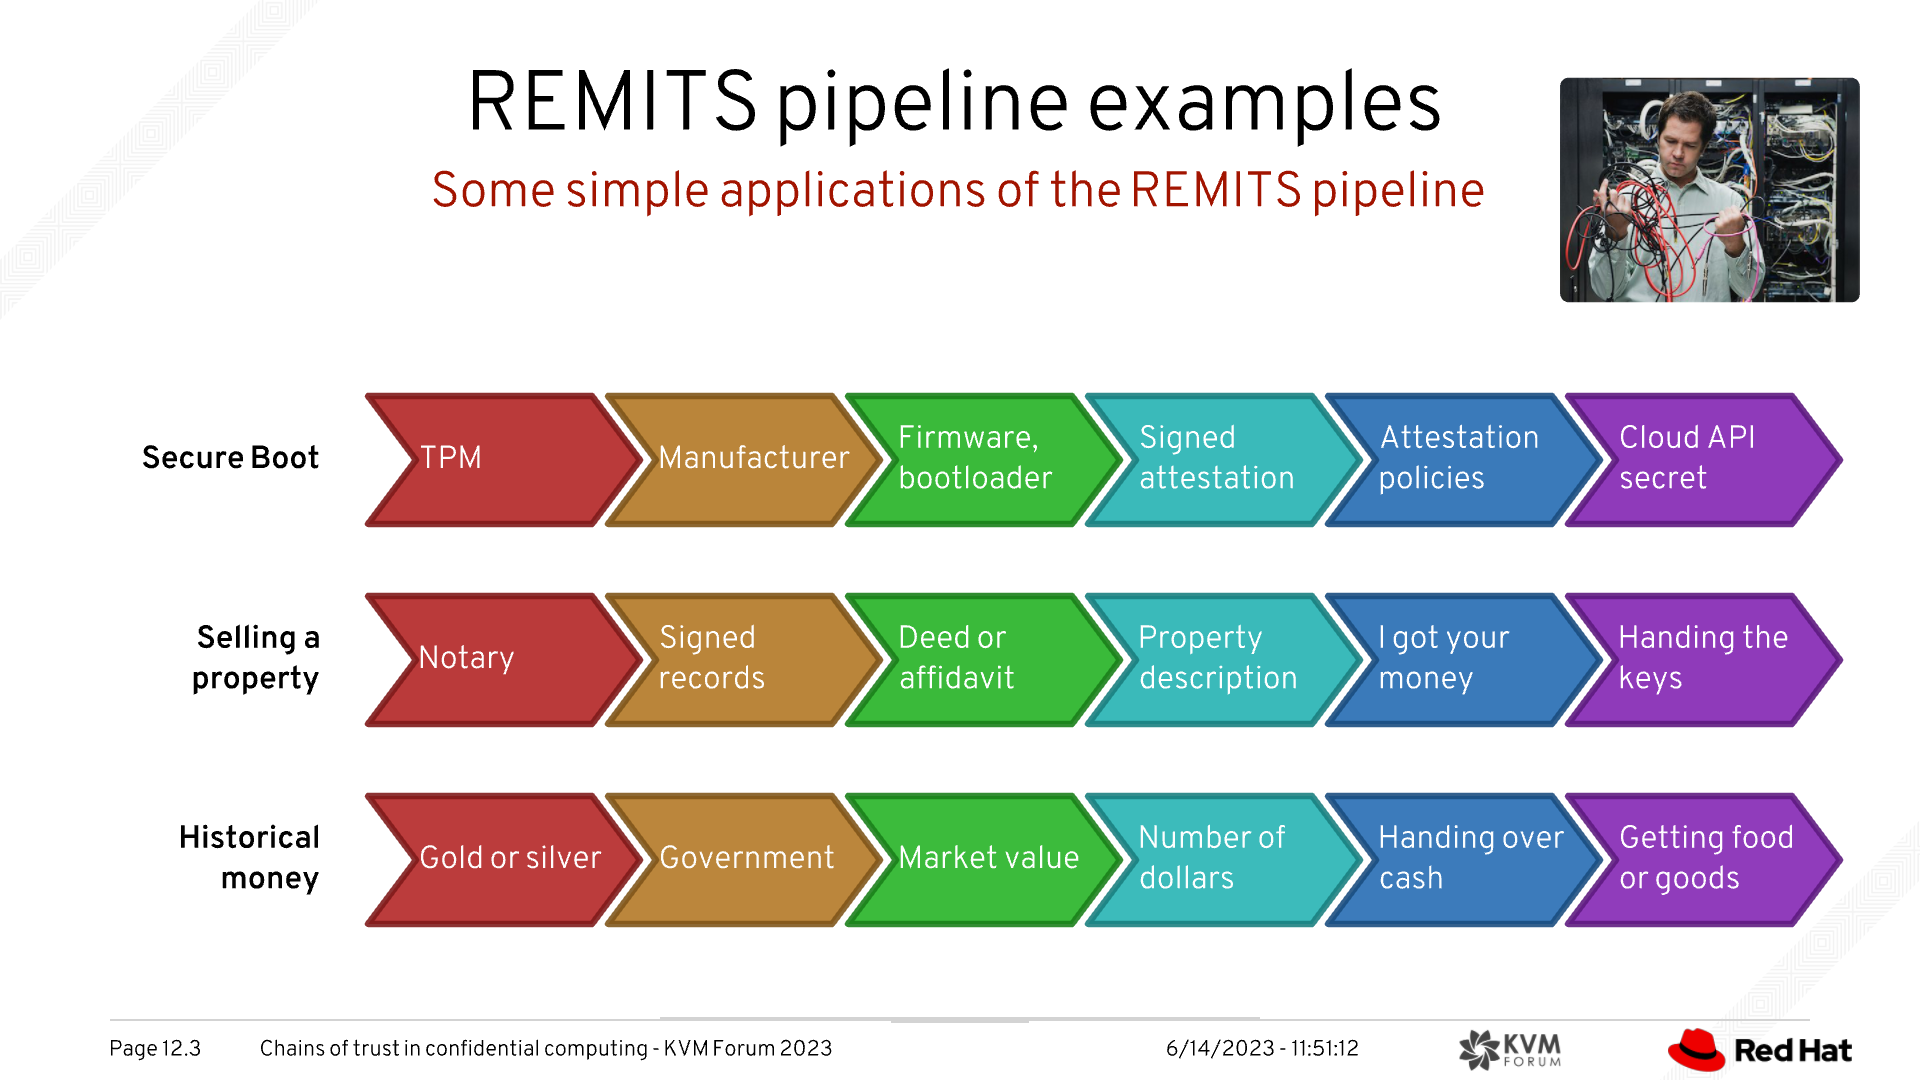 REMITS pipeline examples
Some simple applications of the REMITS pipeline
Secure Boot
TPM
Manufacturer
Firmware,
bootloader
Signed
attestation
Attestation
policies
Cloud API
secret
Selling a
property
Notary
Signed
records
Deed or
affidavit
Property
description
I got your
money
Handing the
keys
Historical
money
Gold or silver
Government
Market value
Number of
dollars
Handing over
cash
Getting food
or goods
Page 12.3
Chains of trust in confidential computing - KVM Forum 2023
6/14/2023 - 11:51:12
KVM
FORUM
Red Hat